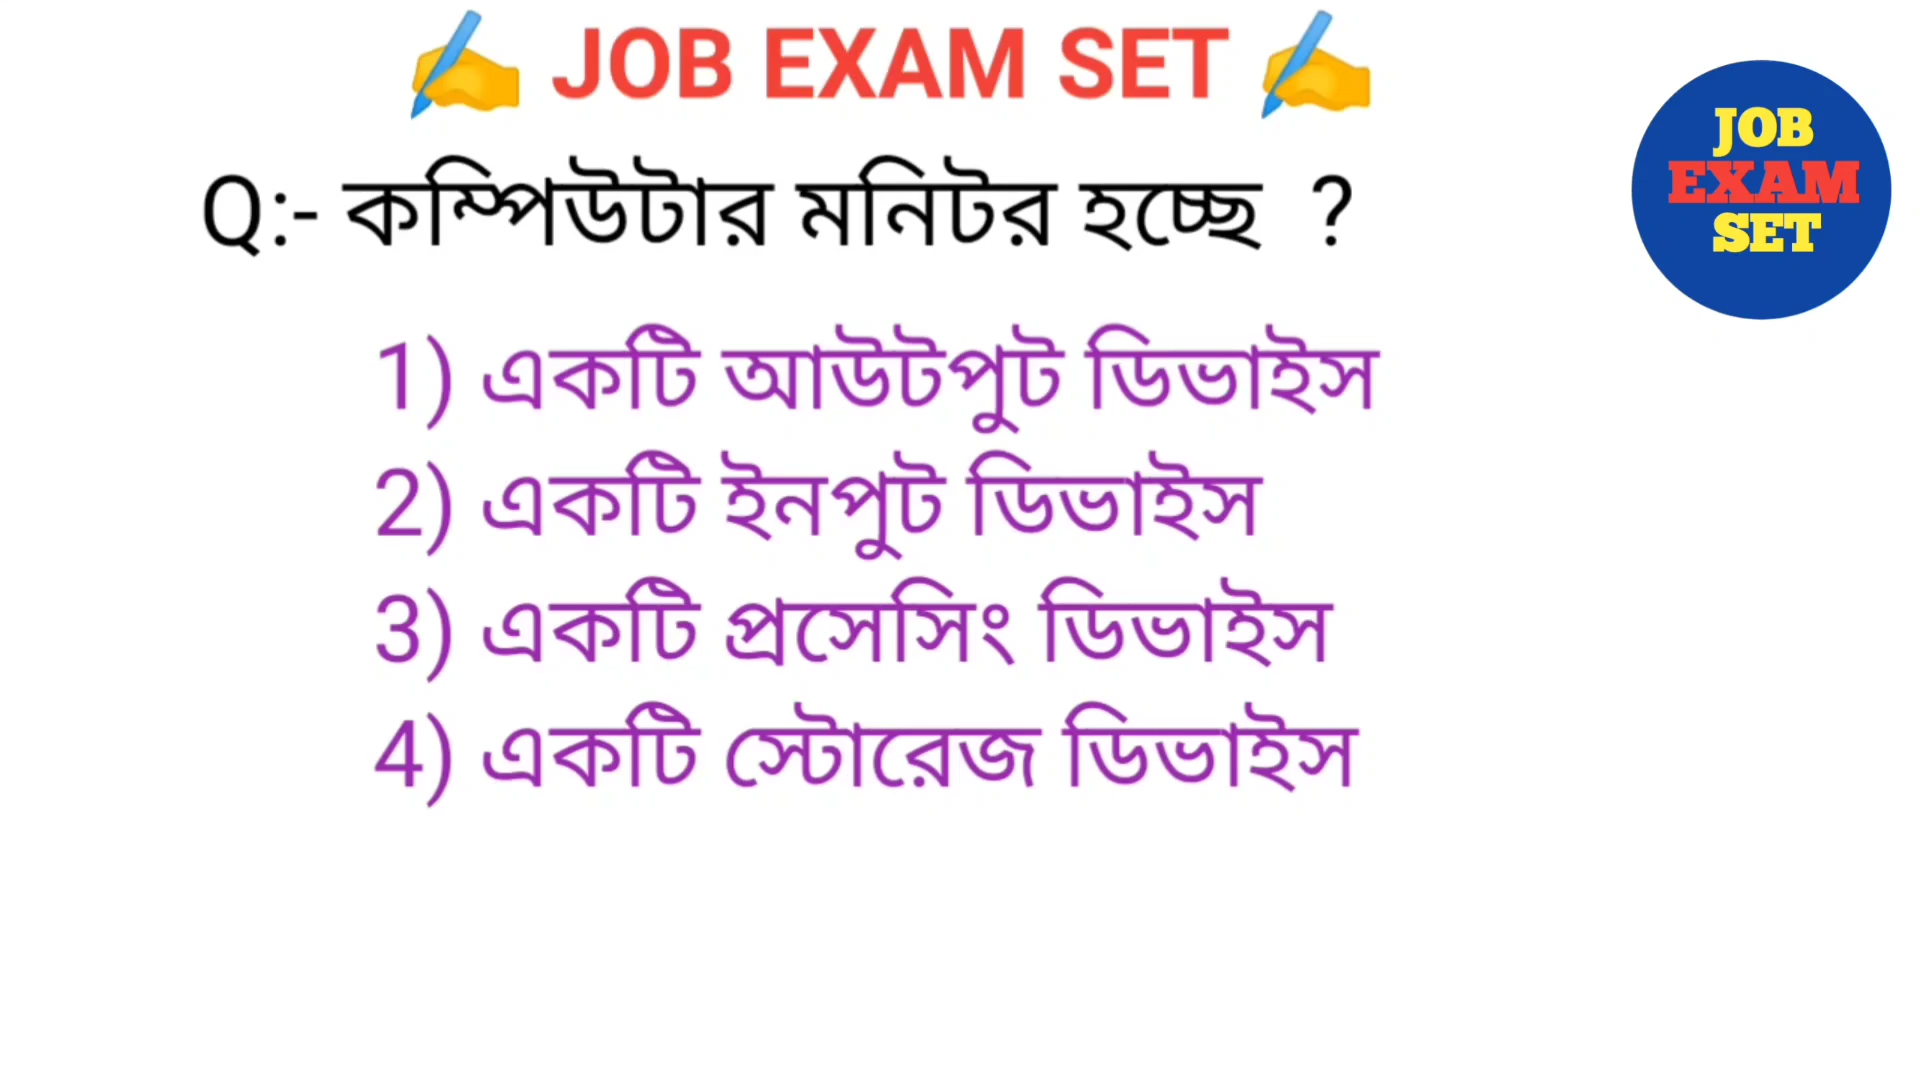 ✍️ JOB EXAM SET ✍️
Q:- কম্পিউটার মনিটর হচ্ছে ?
1) একটি আউটপুট ডিভাইস
2) একটি ইনপুট ডিভাইস
3) একটি প্রসেসিং ডিভাইস
4) একটি স্টোরেজ ডিভাইস
JOB
EXAM
SET